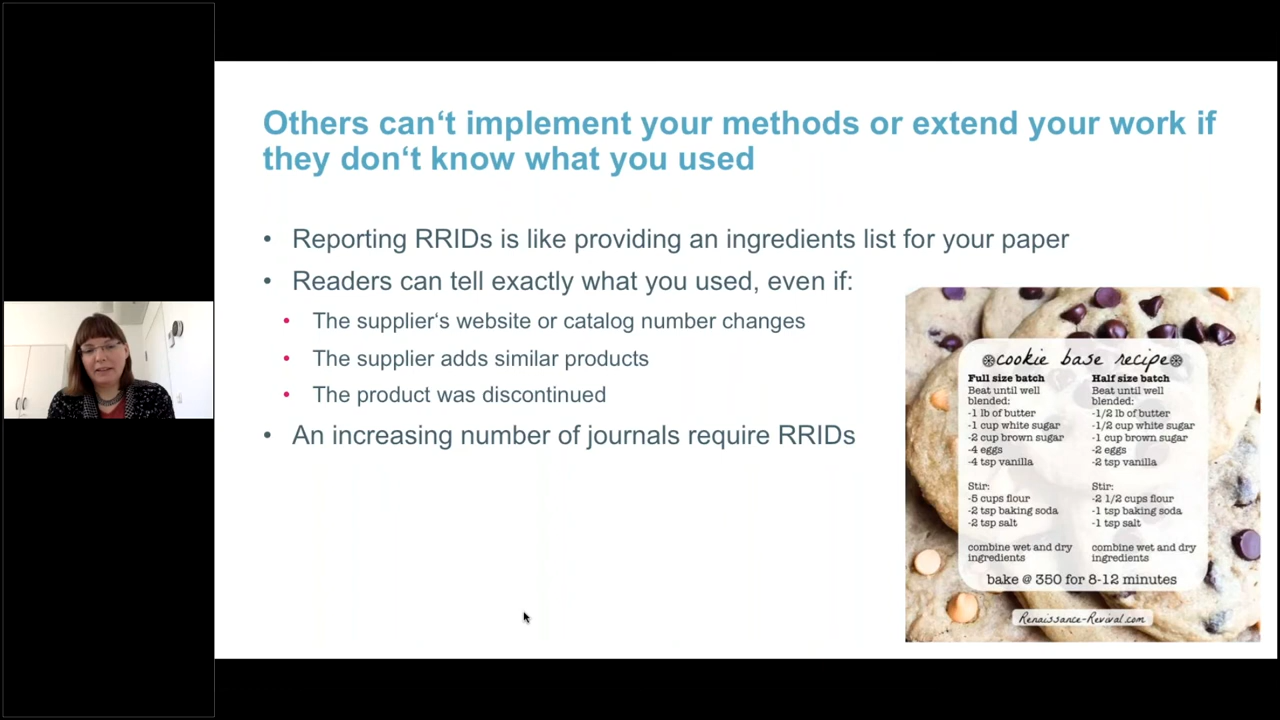 Others can‘t implement your methods or extend your work if
they don‘t know what you used
• Reporting RRIDs is like providing an ingredients list for your paper
• Readers can tell exactly what you used, even if:
• The supplier‘s website or catalog number changes
• The supplier adds similar products
• The product was discontinued
• An increasing number of journals require RRIDs
cookie base recipe
Full size batch
Beat until well
blended:
-1 lb of butter
-1 cup white sugar
-2 cup brown sugar
-4 eggs
-4 tsp vanilla
Stir:
-5 cups flour
-2 tsp baking soda
-2 tsp salt
combine wet and dry
ingredients
Half size batch
Beat until well
blended:
-1/2 lb of butter
-1/2 cup white sugar
-1 cup brown sugar
-2 eggs
-2 tsp vanilla
Stir:
-2 1/2 cups flour
-1 tsp baking soda
-1 tsp salt
combine wet and dry
ingredients
bake @ 350 for 8-12 minutes
Renaissance-Revival.com